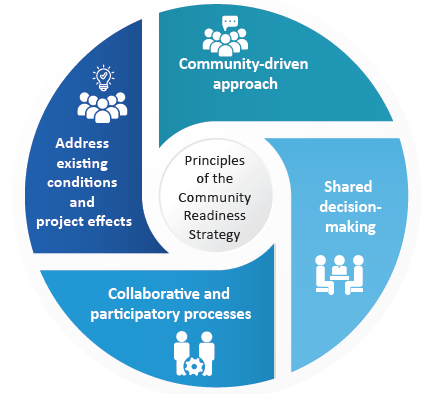 Community-driven
approach
Shared
decision-
making
Collaborative and
participatory processes
Address
existing
conditions
and
project effects
Principles
of the
Community
Readiness
Strategy